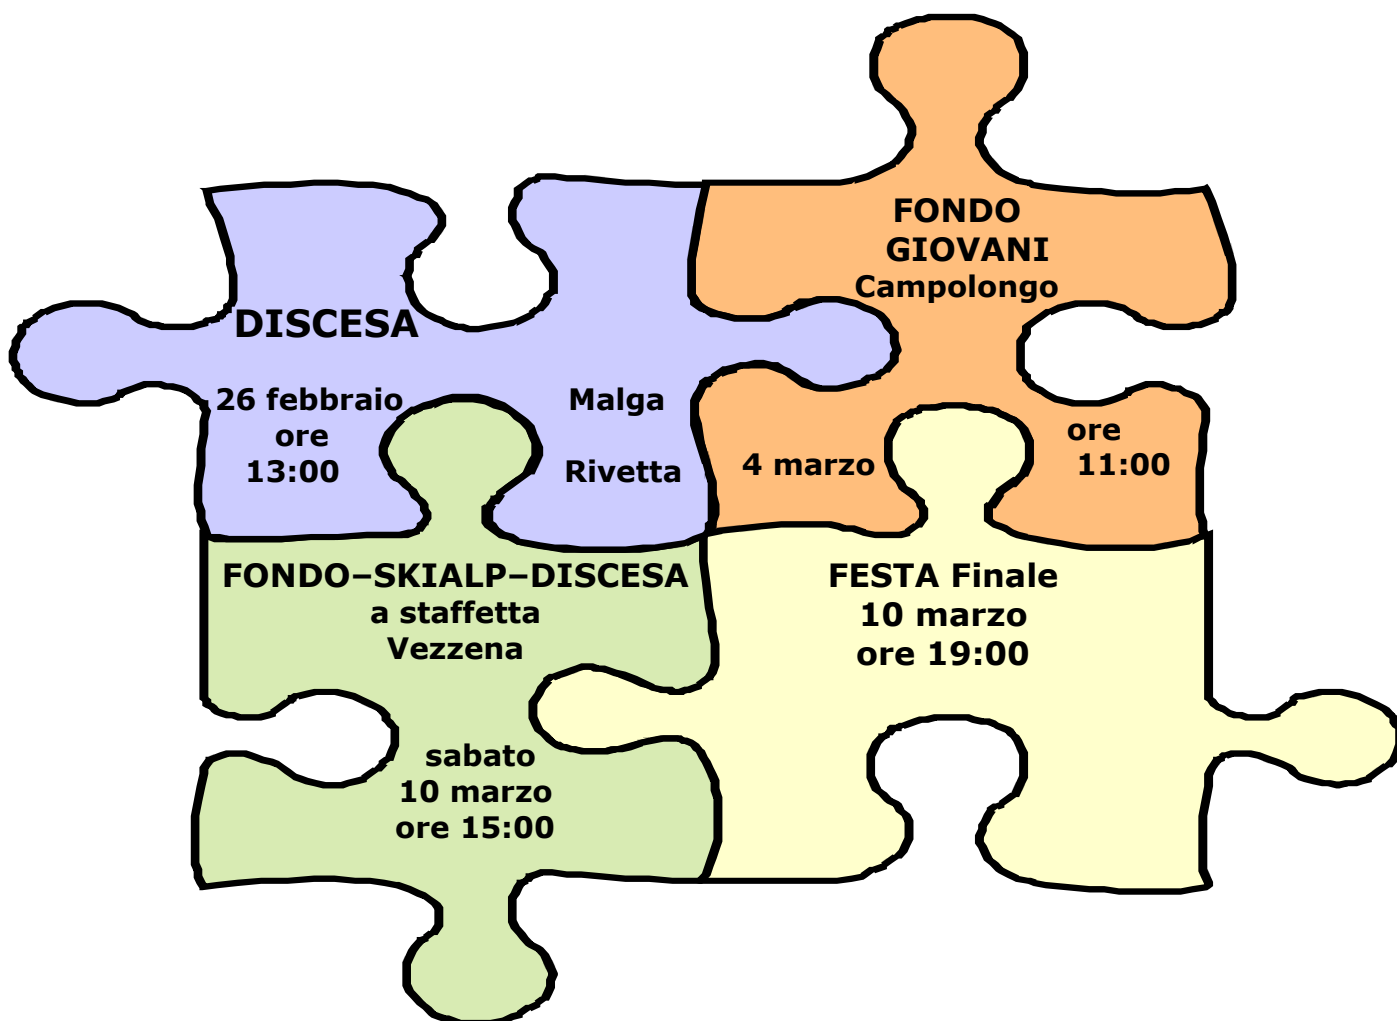 DISCESA
26 febbraio
ore
13:00
Malga
Rivetta
FONDO
GIOVANI
Campolongo
4 marzo
ore
11:00
FONDO–SKIALP–DISCESA
a staffetta
Vezzena
sabato
10 marzo
ore 15:00
FESTA Finale
10 marzo
ore 19:00